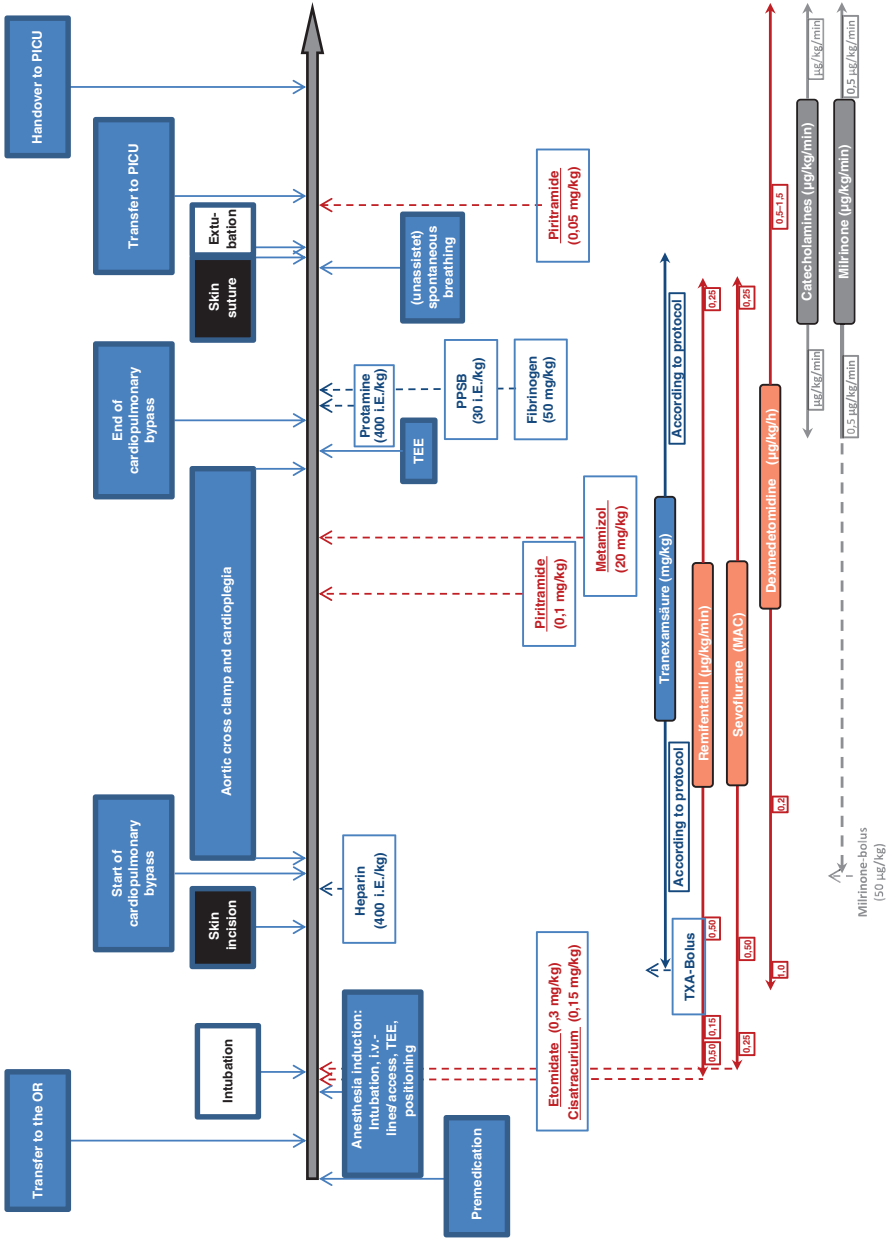 Transfer to the OR
Handover to PICU
Start of
cardiopulmonary
bypass
End of
cardiopulmonary
bypass
Transfer to PICU
Intubation
Skin
incision
Aortic cross clamp and cardioplegia
Skin
suture
Extu-
bation
Anesthesia induction:
Intubation, i.v.-
lines/access, TEE,
positioning
Heparin
(400 i.E./kg)
Protamine
(400 i.E./kg)
Premedication
TEE
PPSB
(30 i.E./kg)
(unassistet)
spontaneous
breathing
Fibrinogen
(50 mg/kg)
Etomidate (0,3 mg/kg)
Cisatracurium (0,15 mg/kg)
Piritramide
(0,1 mg/kg)
Metamizol
(20 mg/kg)
Piritramide
(0,05 mg/kg)
TXA-Bolus
According to protocol
Tranexamsäure (mg/kg)
According to protocol
0,50
0,15
0,50
Remifentanil (µg/kg/min)
0,25
0,25
0,50
Sevoflurane (MAC)
0,25
1,0
0,2
Dexmedetomidine (µg/kg/h)
0,5–1,5
µg/kg/min
Catecholamines (µg/kg/min)
µg/kg/min
Milrinone-bolus
(50 µg/kg)
0,5 µg/kg/min
Milrinone (µg/kg/min)
0,5 µg/kg/min